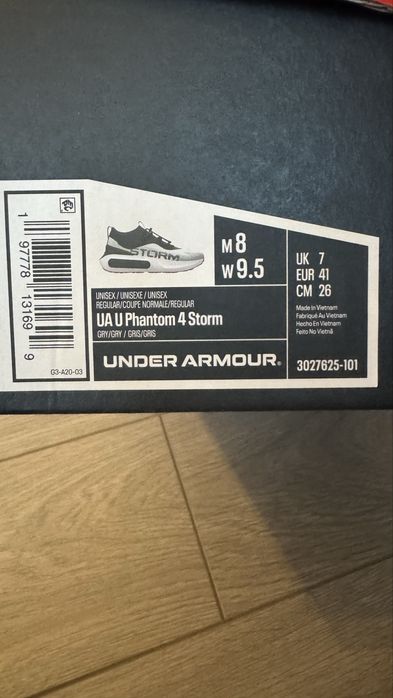 1 97778 13169 9
G3-A20-03
STORM
UNISEX / UNISEXE / UNISEX
REGULAR/COUPE NORMALE/REGULAR
UA U Phantom 4 Storm
GRY/GRY / GRIS/GRIS
UNDER ARMOUR®
M 8
W 9.5
UK 7
EUR 41
CM 26
Made in Vietnam
Fabriqué Au Vietnam
Hecho En Vietnam
Feito No Vietnã
3027625-101